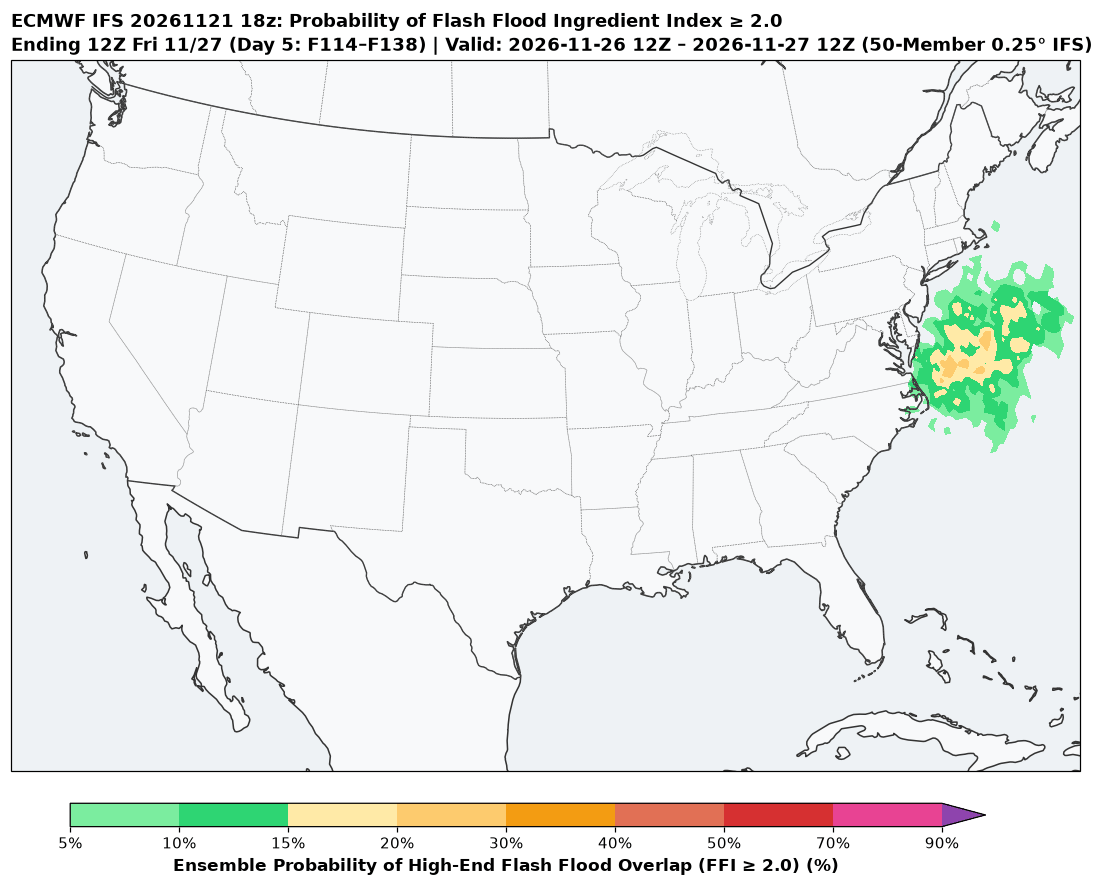 ECMWF IFS 20261121 18z: Probability of Flash Flood Ingredient Index ≥ 2.0
Ending 12Z Fri 11/27 (Day 5: F114–F138) | Valid: 2026-11-26 12Z – 2026-11-27 12Z (50-Member 0.25° IFS)
5% 10% 15% 20% 30% 40% 50% 70% 90%
Ensemble Probability of High-End Flash Flood Overlap (FFI ≥ 2.0) (%)